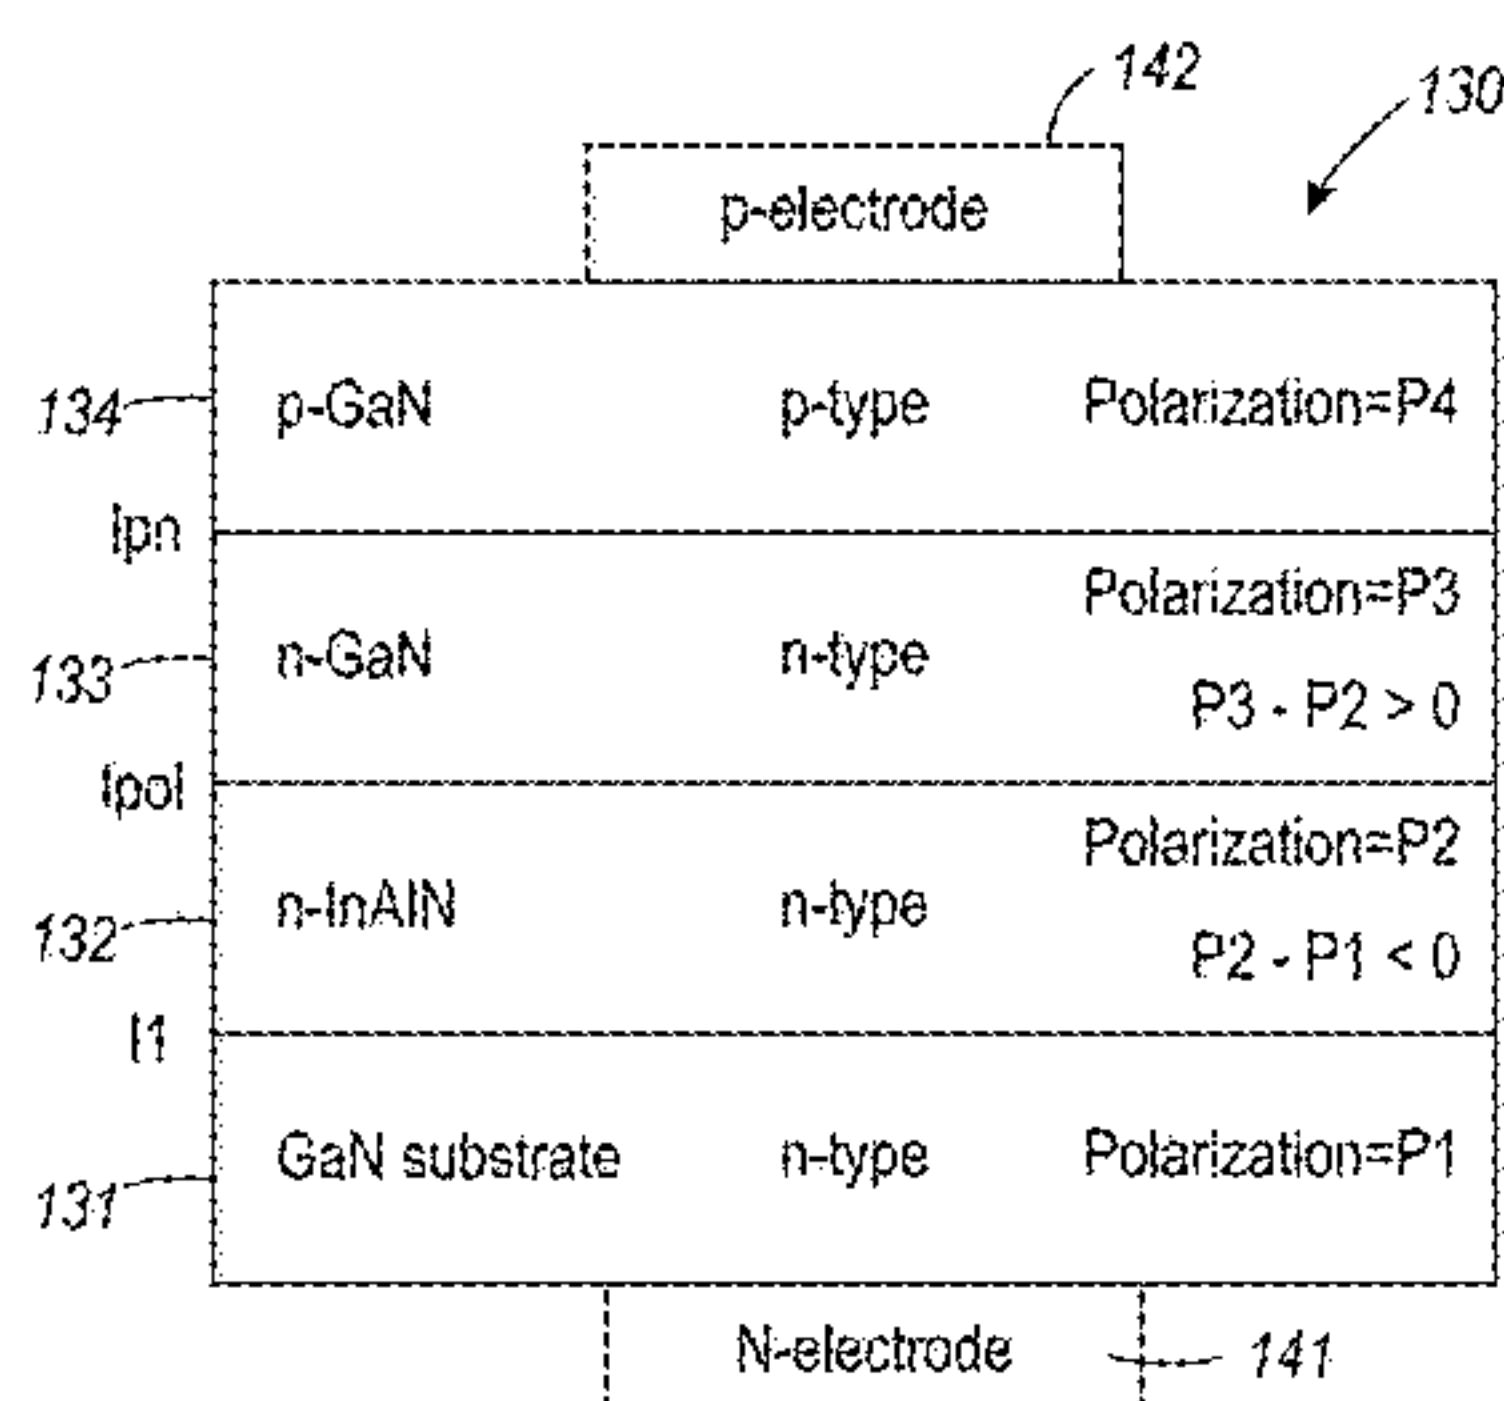 142
130
p-electrode
134 p-GaN p-type Polarization=P4
Ipn
Polarization=P3
133 n-GaN n-type
P3 - P2 > 0
Ipol
Polarization=P2
132 n-InAlN n-type
P2 - P1 < 0
I1
131 GaN substrate n-type Polarization=P1
N-electrode 141